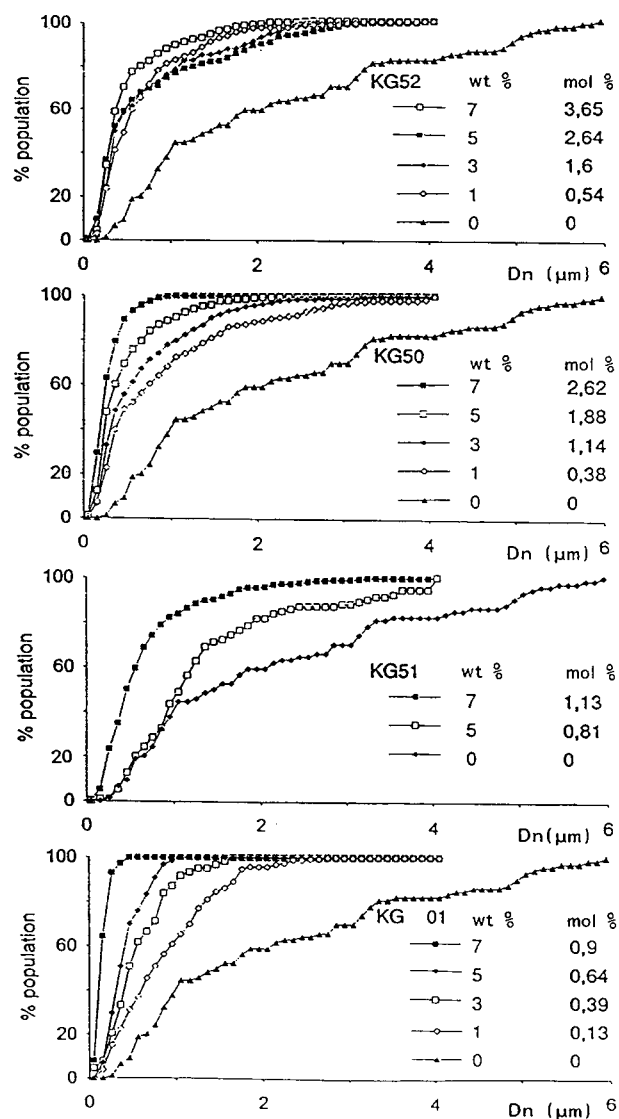 100
60
20
0
% population
KG52 wt % mol %
7 3,65
5 2,64
3 1,6
1 0,54
0 0
0 2 4 6
Dn (µm)
100
60
20
0
% population
KG50 wt % mol %
7 2,62
5 1,88
3 1,14
1 0,38
0 0
0 2 4 6
Dn (µm)
100
60
20
0
% population
KG51 wt % mol %
7 1,13
5 0,81
0 0
0 2 4 6
Dn(µm)
100
60
20
0
% population
KG 01 wt % mol %
7 0,9
5 0,64
3 0,39
1 0,13
0 0
0 2 4 6
Dn (µm)